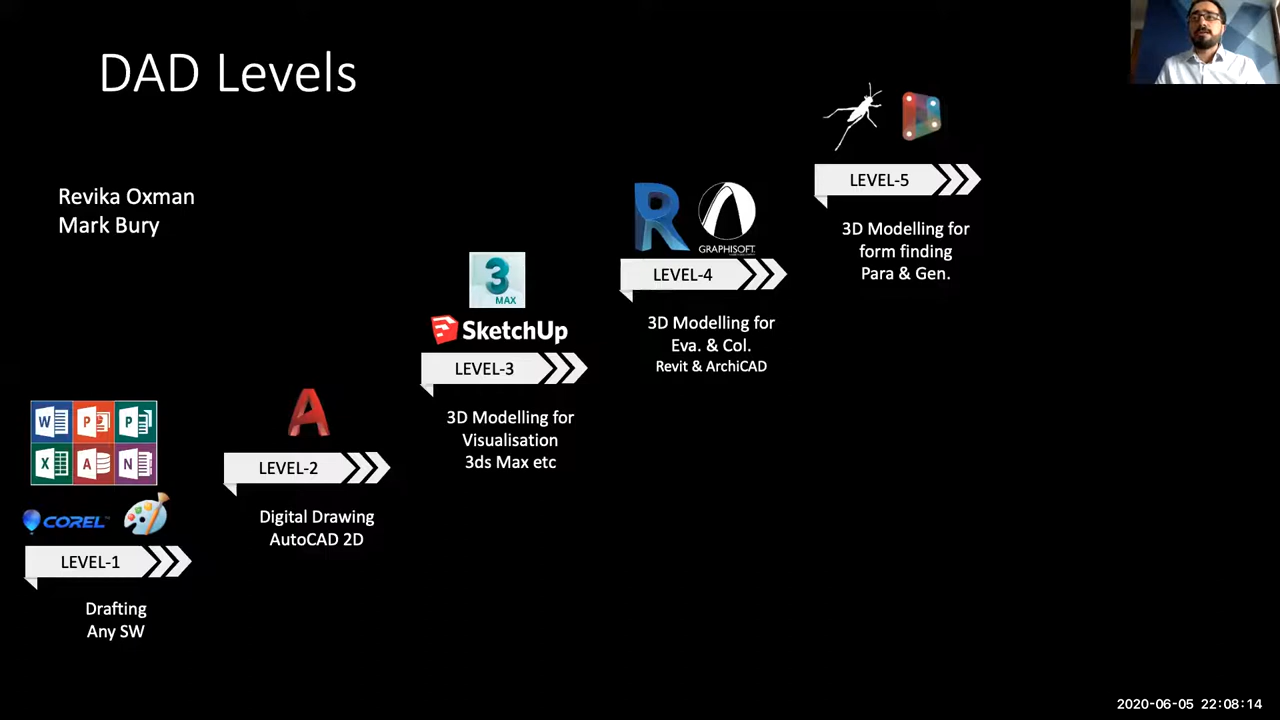 DAD Levels
Revika Oxman
Mark Bury
W
P
P
X
A
N
COREL
LEVEL-1
Drafting
Any SW
A
LEVEL-2
Digital Drawing
AutoCAD 2D
3
MAX
SketchUp
LEVEL-3
3D Modelling for
Visualisation
3ds Max etc
R
GRAPHISOFT
LEVEL-4
3D Modelling for
Eva. & Col.
Revit & ArchiCAD
D
LEVEL-5
3D Modelling for
form finding
Para & Gen.
2020-06-05 22:08:14